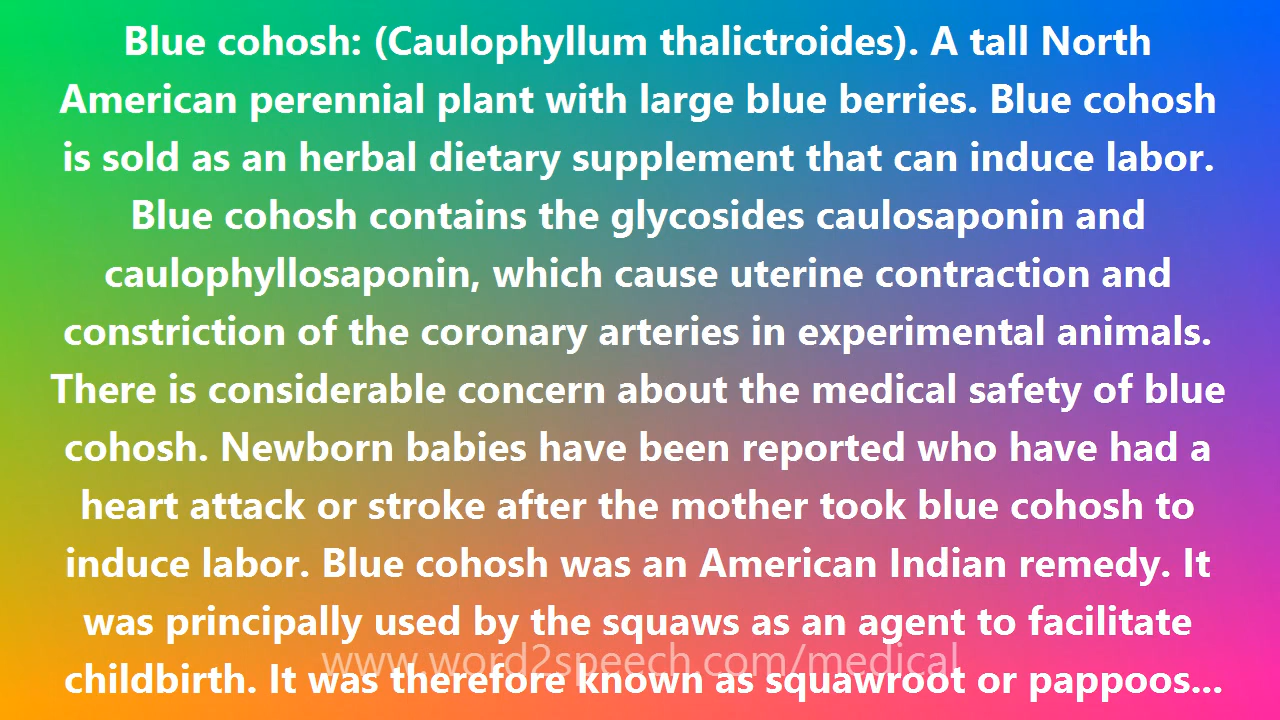 Blue cohosh: (Caulophyllum thalictroides). A tall North
American perennial plant with large blue berries. Blue cohosh
is sold as an herbal dietary supplement that can induce labor.
Blue cohosh contains the glycosides caulosaponin and
caulophyllosaponin, which cause uterine contraction and
constriction of the coronary arteries in experimental animals.
There is considerable concern about the medical safety of blue
cohosh. Newborn babies have been reported who have had a
heart attack or stroke after the mother took blue cohosh to
induce labor. Blue cohosh was an American Indian remedy. It
was principally used by the squaws as an agent to facilitate
www.word2speech.com/medical
childbirth. It was therefore known as squawroot or pappoos...